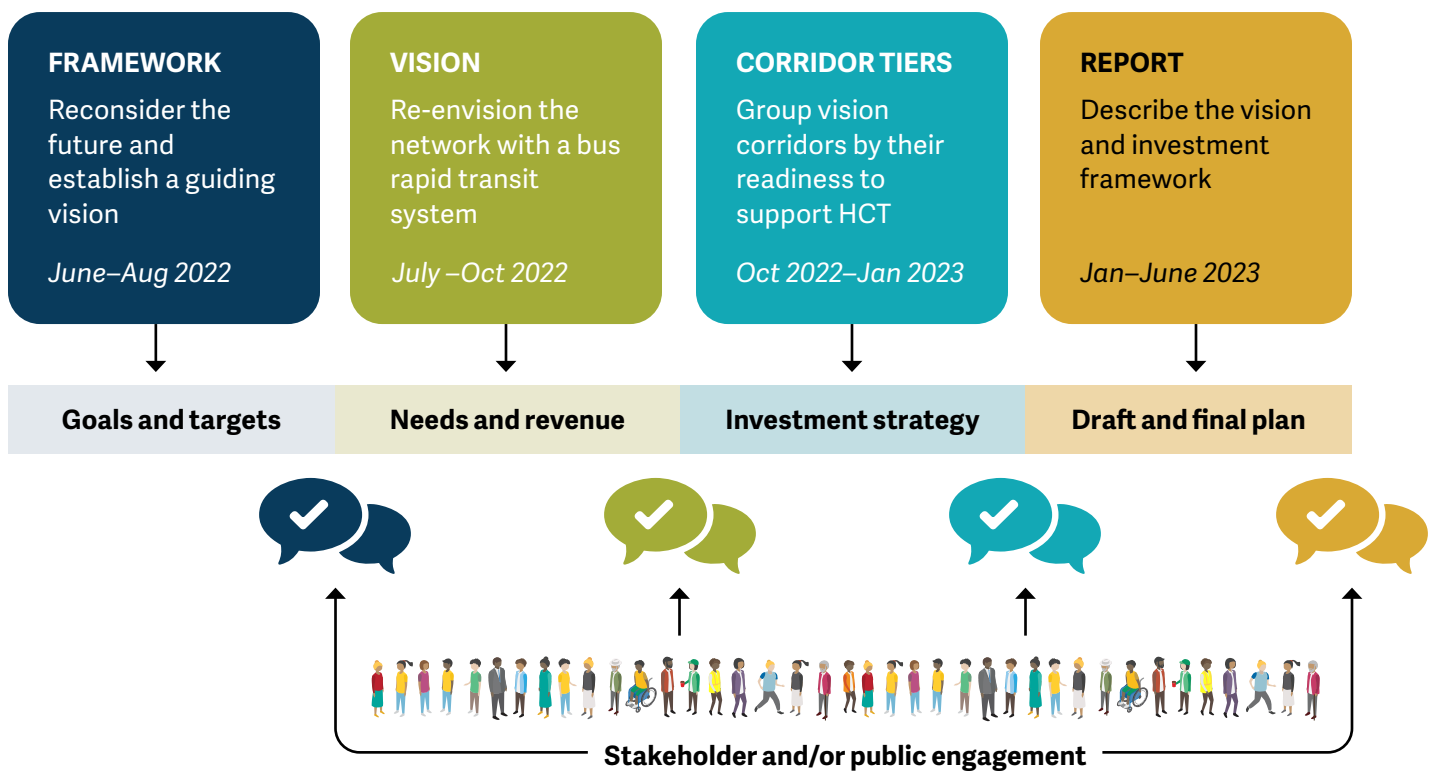 FRAMEWORK
Reconsider the
future and
establish a guiding
vision
June–Aug 2022
VISION
Re-envision the
network with a bus
rapid transit
system
July –Oct 2022
CORRIDOR TIERS
Group vision
corridors by their
readiness to
support HCT
Oct 2022–Jan 2023
REPORT
Describe the vision
and investment
framework
Jan–June 2023
Goals and targets
Needs and revenue
Investment strategy
Draft and final plan
Stakeholder and/or public engagement